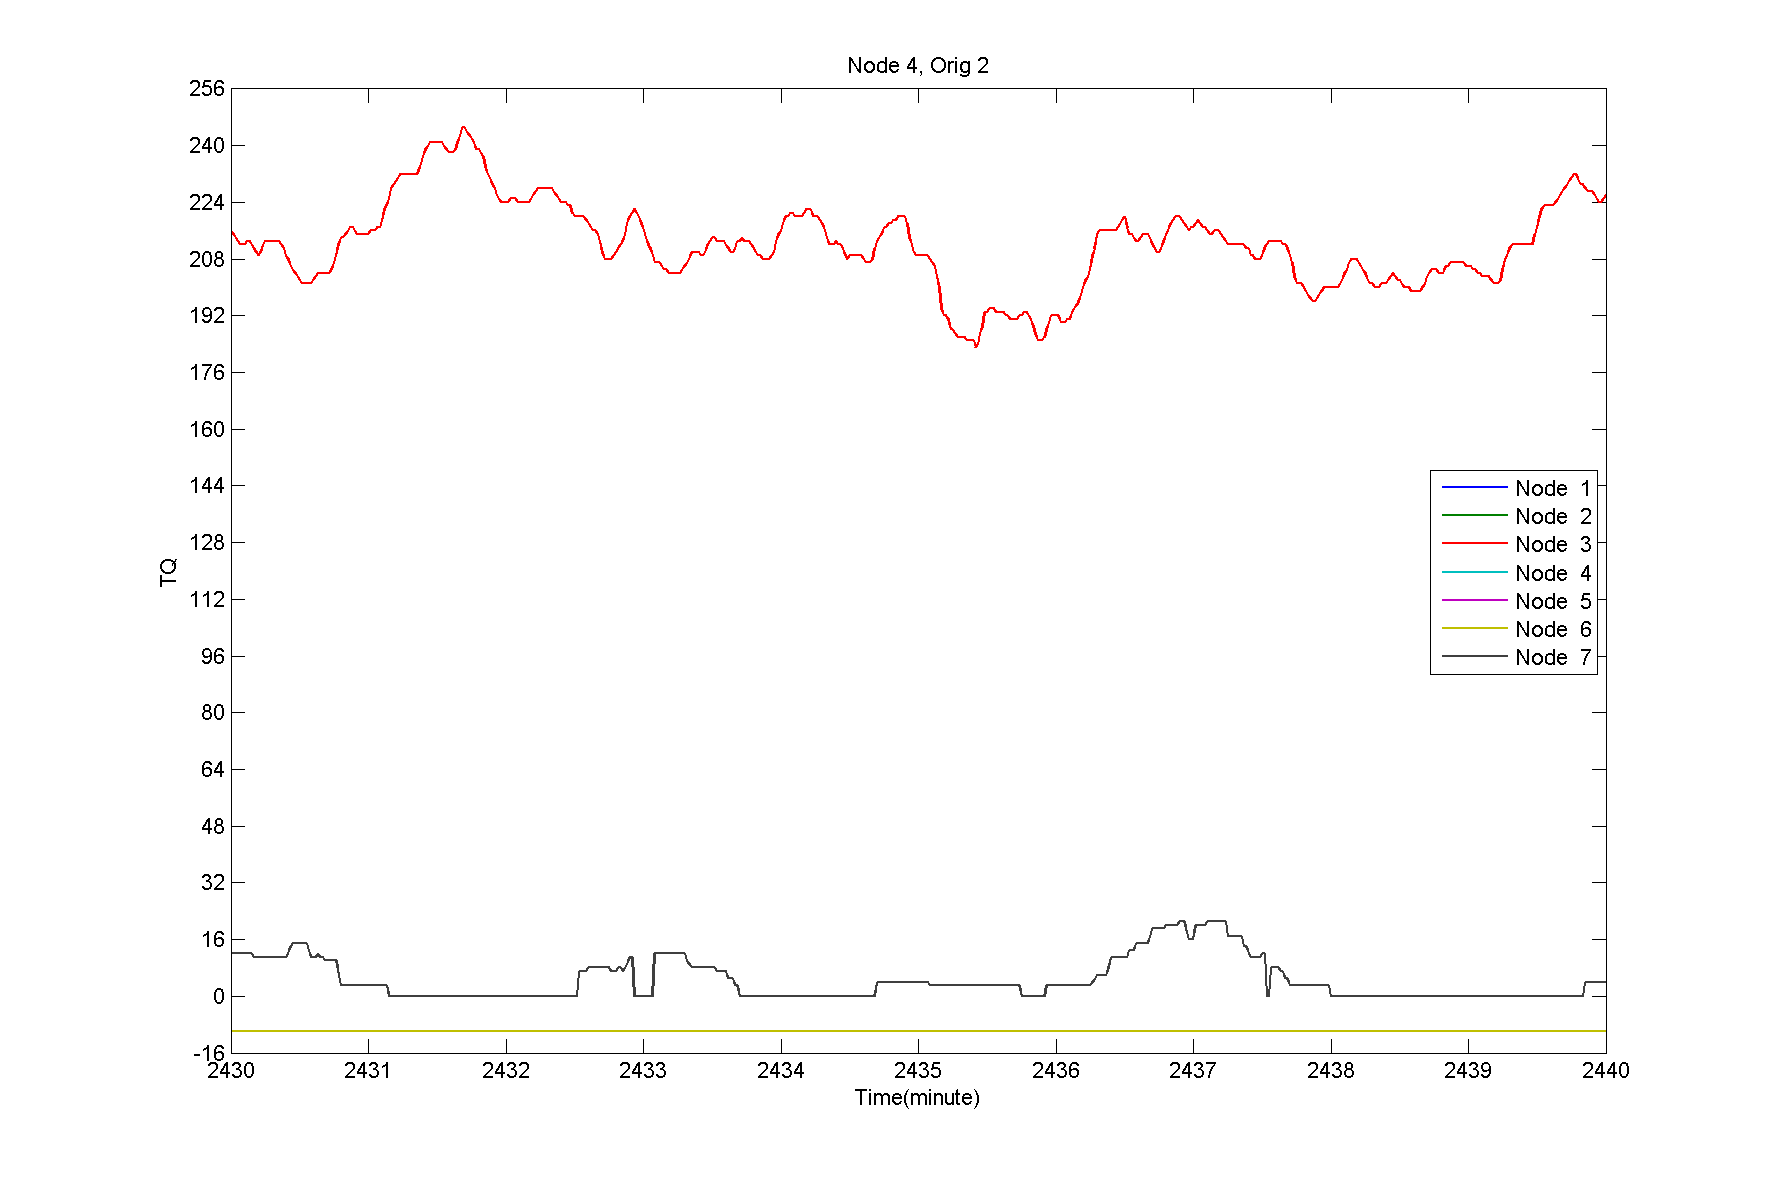 Node 4, Orig 2
256
240
224
208
192
176
160
144
128
112
96
80
64
48
32
16
0
-16
TQ
Node 1
Node 2
Node 3
Node 4
Node 5
Node 6
Node 7
2430 2431 2432 2433 2434 2435 2436 2437 2438 2439 2440
Time(minute)